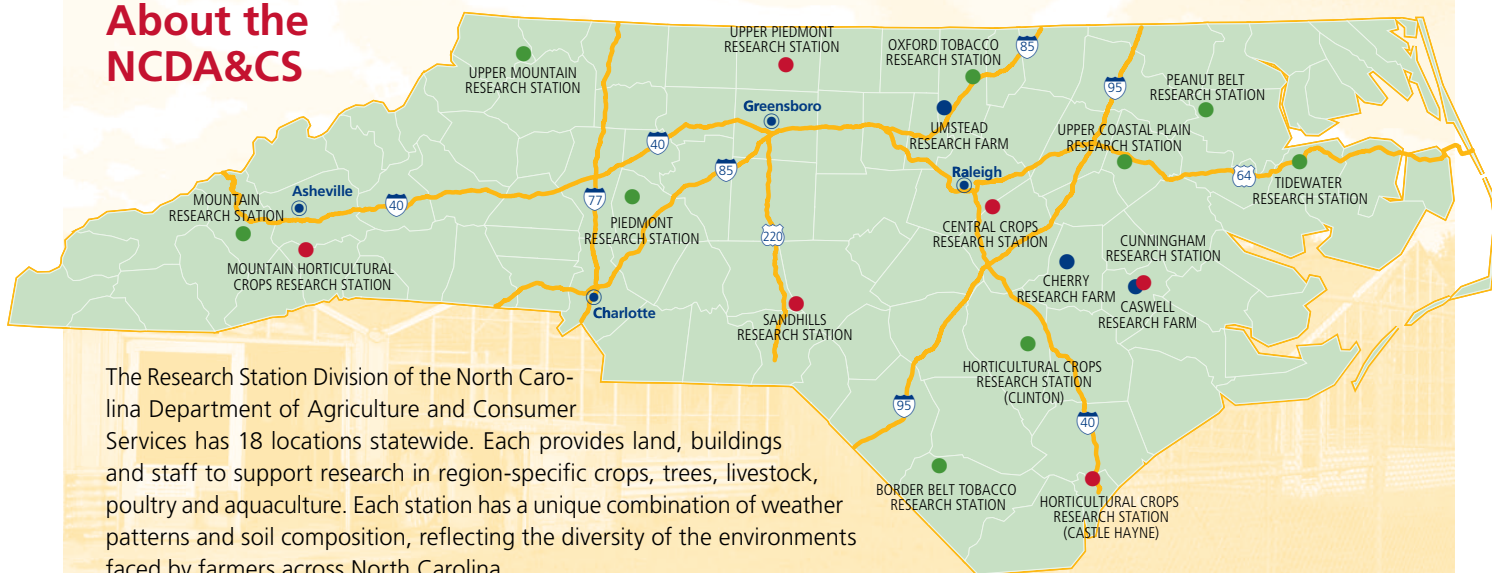 About the
NCDA&CS
UPPER MOUNTAIN
RESEARCH STATION
UPPER PIEDMONT
RESEARCH STATION
OXFORD TOBACCO
RESEARCH STATION
85
95
PEANUT BELT
RESEARCH STATION
Greensboro
UMSTEAD
RESEARCH FARM
UPPER COASTAL PLAIN
RESEARCH STATION
40
85
Raleigh
64
TIDEWATER
RESEARCH STATION
MOUNTAIN
RESEARCH STATION
Asheville
40
77
PIEDMONT
RESEARCH STATION
220
CENTRAL CROPS
RESEARCH STATION
CUNNINGHAM
RESEARCH STATION
MOUNTAIN HORTICULTURAL
CROPS RESEARCH STATION
CHERRY
RESEARCH FARM
CASWELL
RESEARCH FARM
Charlotte
SANDHILLS
RESEARCH STATION
HORTICULTURAL CROPS
RESEARCH STATION
(CLINTON)
95
40
BORDER BELT TOBACCO
RESEARCH STATION
HORTICULTURAL CROPS
RESEARCH STATION
(CASTLE HAYNE)
The Research Station Division of the North Caro-
lina Department of Agriculture and Consumer
Services has 18 locations statewide. Each provides land, buildings
and staff to support research in region-specific crops, trees, livestock,
poultry and aquaculture. Each station has a unique combination of weather
patterns and soil composition, reflecting the diversity of the environments
faced by farmers across North Carolina